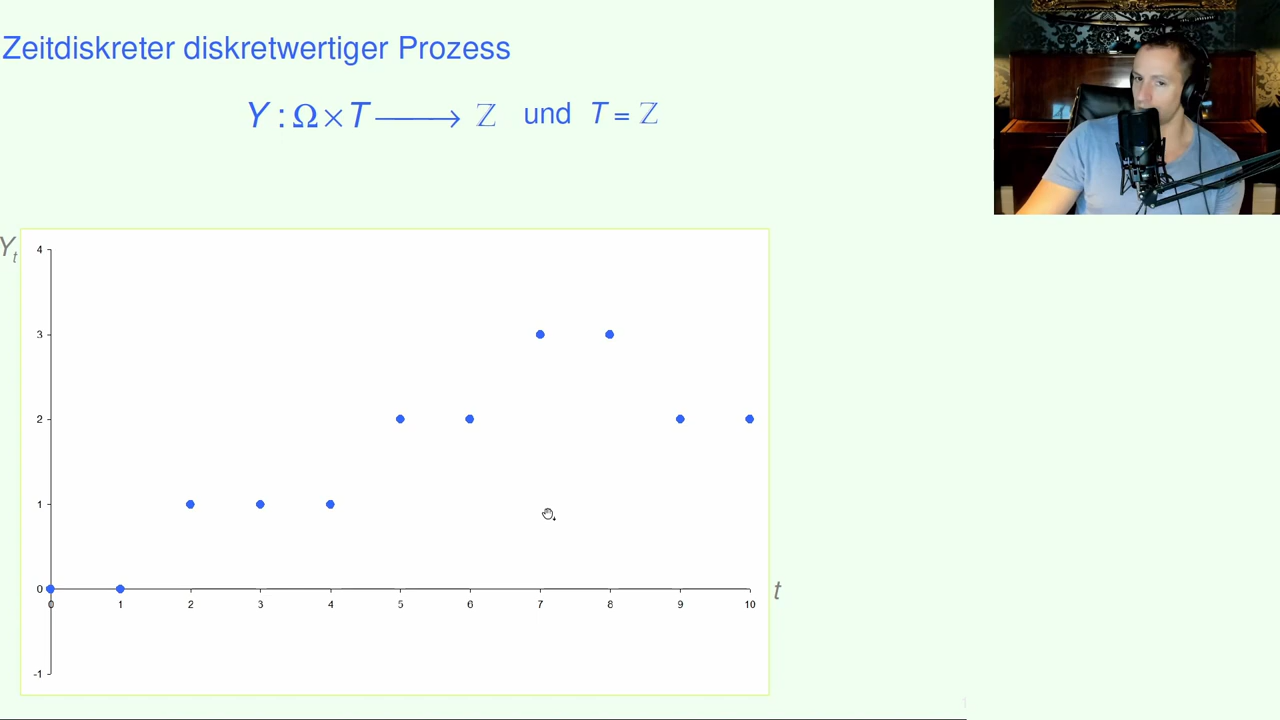 Zeitdiskreter diskretwertiger Prozess
Y : Ω × T ⟶ ℤ und T = ℤ
Y_t
4
3
2
1
0
-1
0 1 2 3 4 5 6 7 8 9 10
t
1